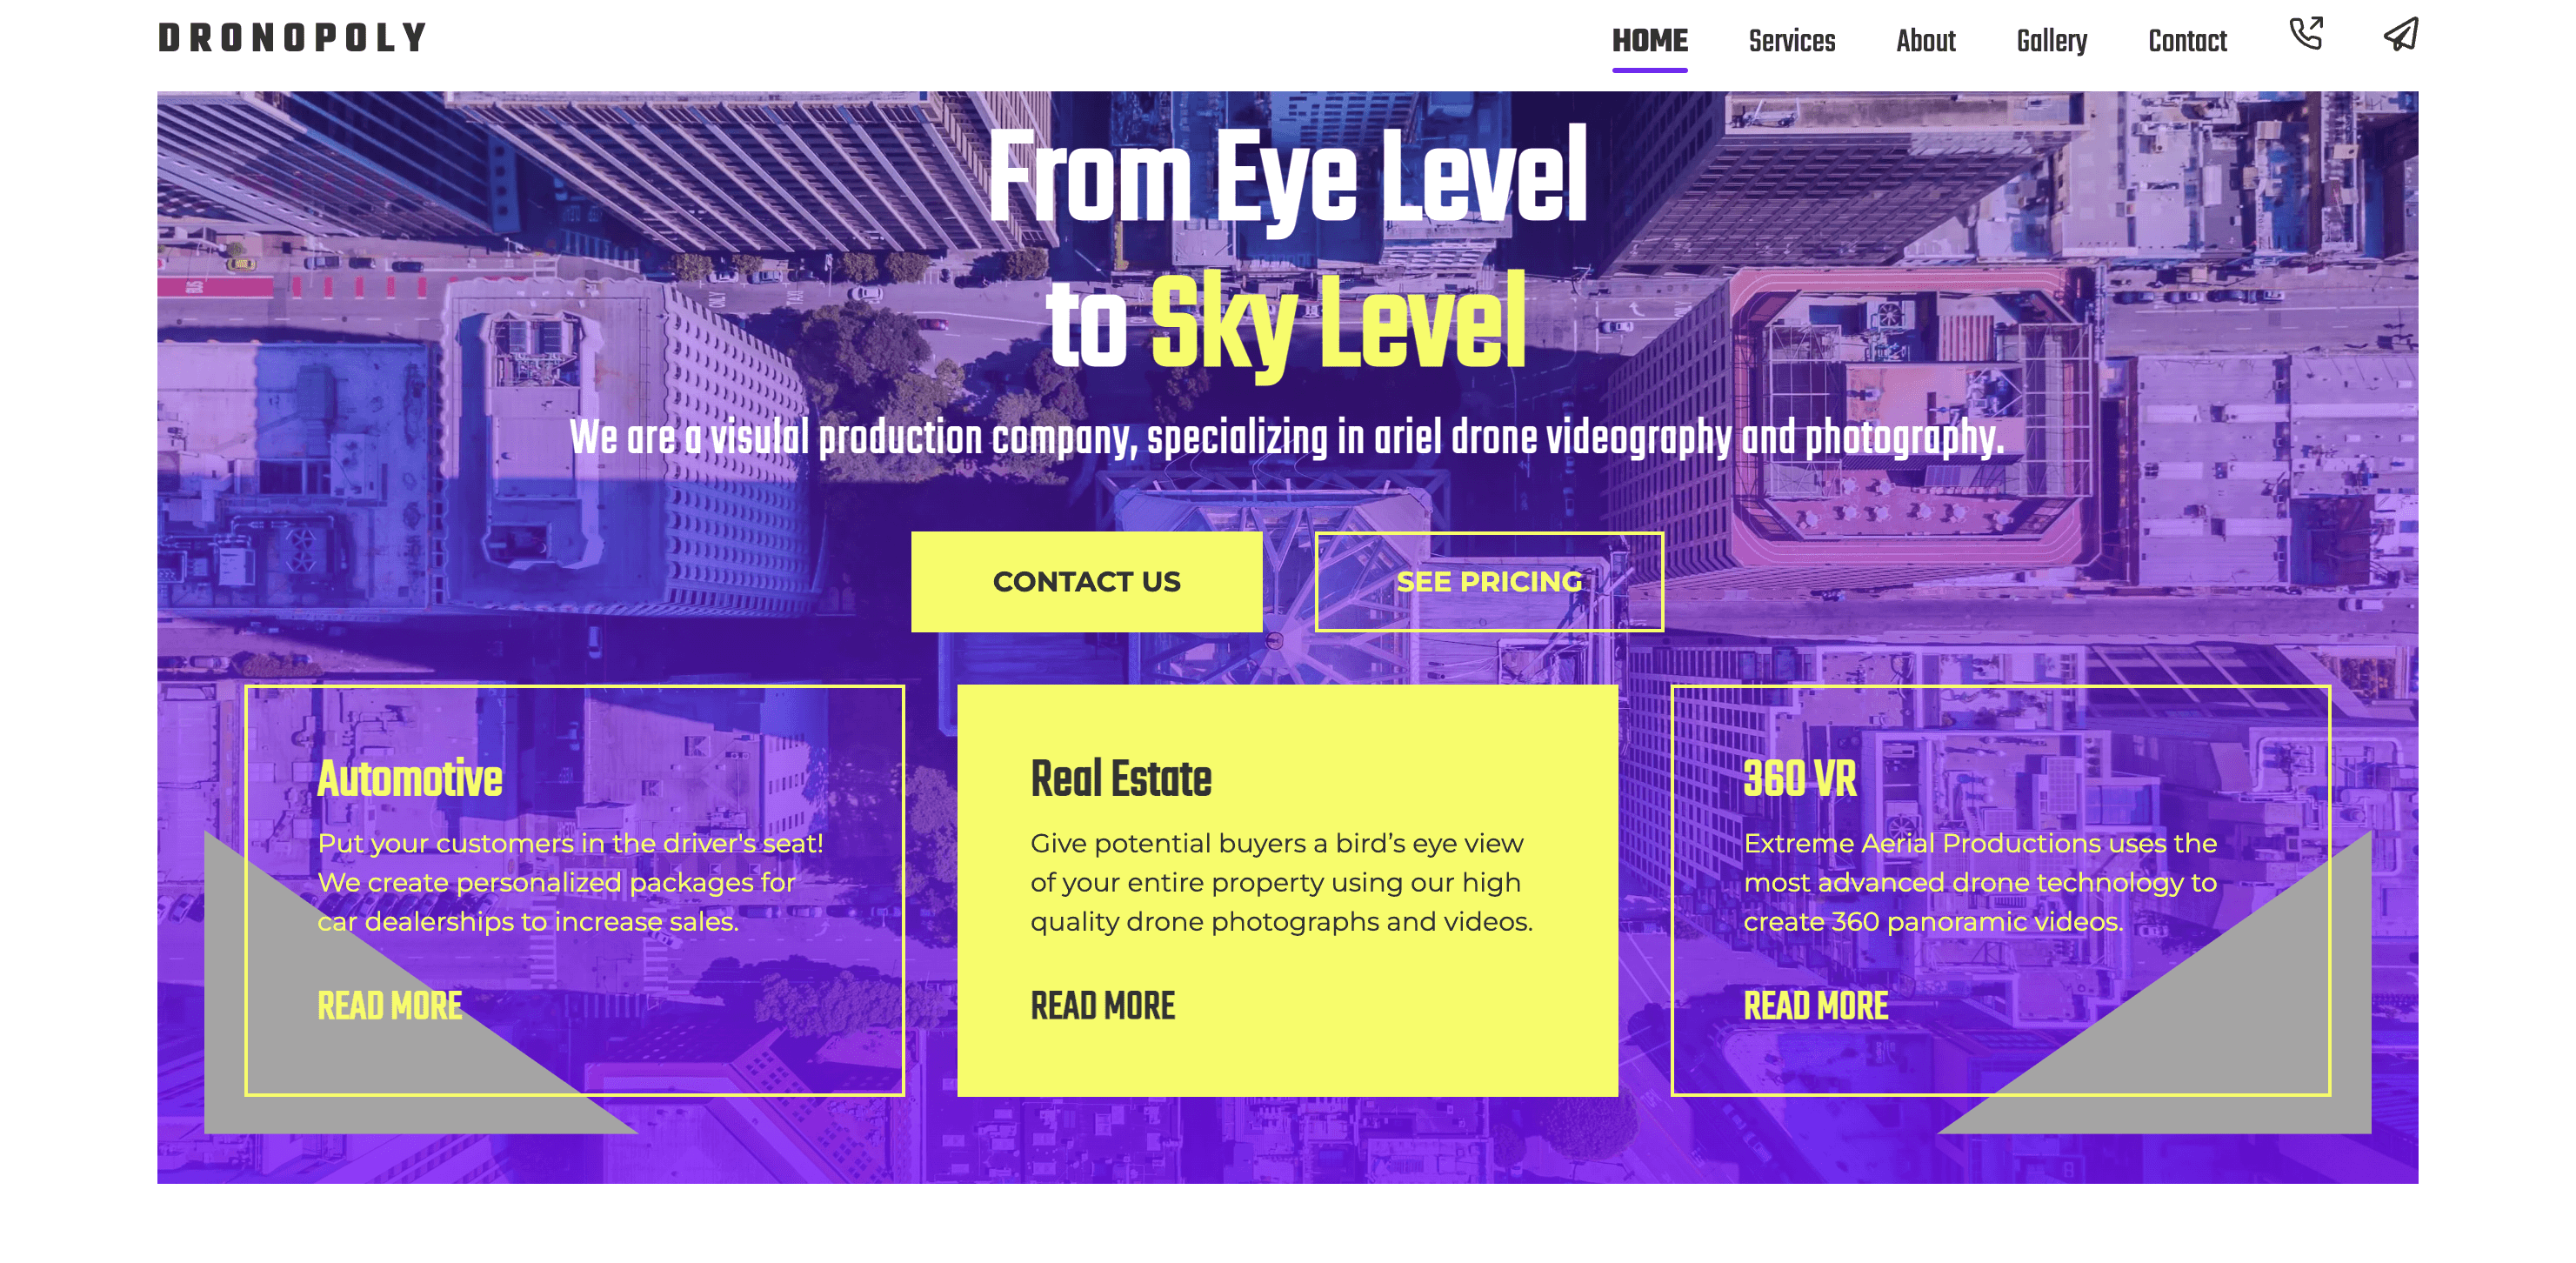 DRONOPOLY
HOME Services About Gallery Contact
From Eye Level
to Sky Level
We are a visulal production company, specializing in ariel drone videography and photography.
CONTACT US
SEE PRICING
Automotive
Put your customers in the driver's seat!
We create personalized packages for
car dealerships to increase sales.
READ MORE
Real Estate
Give potential buyers a bird’s eye view
of your entire property using our high
quality drone photographs and videos.
READ MORE
360 VR
Extreme Aerial Productions uses the
most advanced drone technology to
create 360 panoramic videos.
READ MORE
BUS
ONLY
TAXI